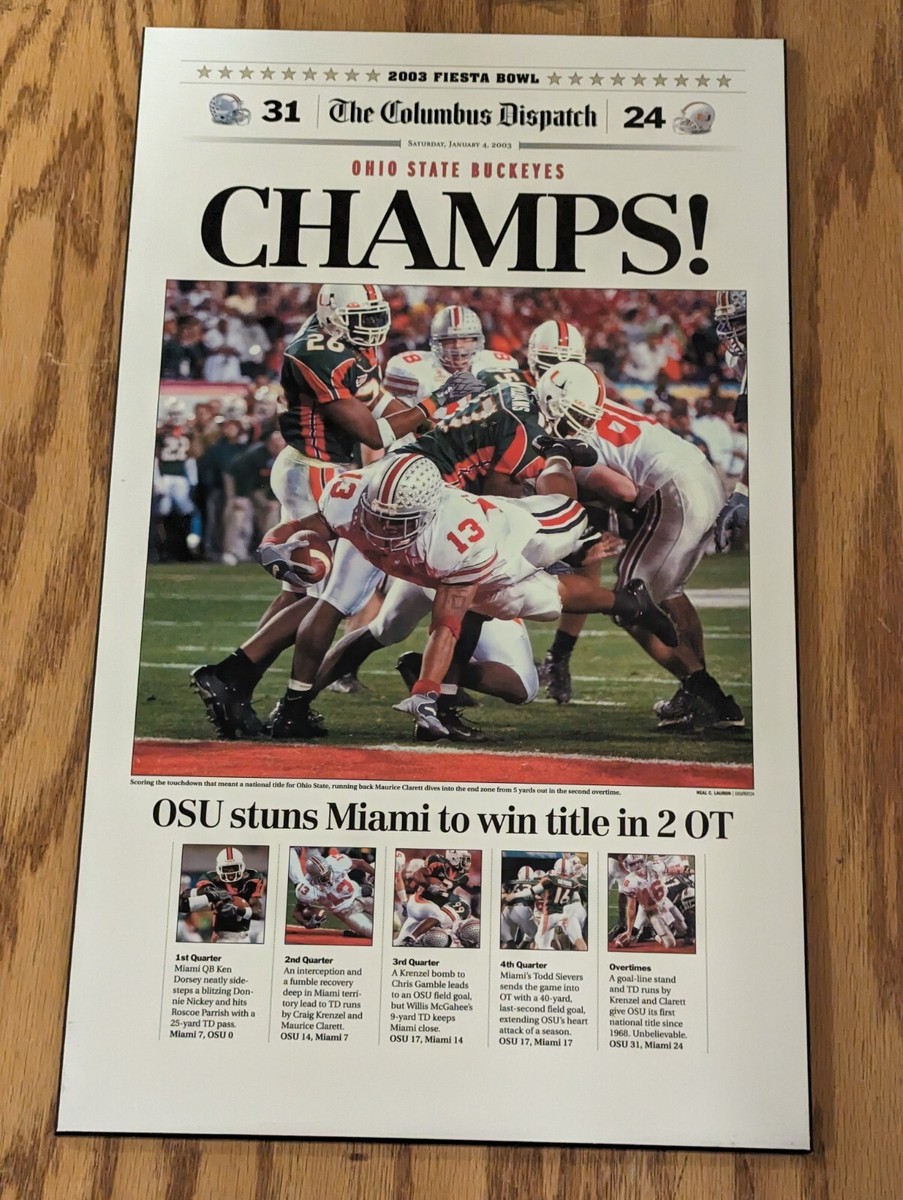 2003 FIESTA BOWL
31 The Columbus Dispatch 24
SATURDAY, JANUARY 4, 2003
OHIO STATE BUCKEYES
CHAMPS!
26
8 8
13
13
Scoring the touchdown that meant a national title for Ohio State, running back Maurice Clarett dives into the end zone from 5 yards out in the second overtime.
NEAL C. LAURON | DISPATCH
OSU stuns Miami to win title in 2 OT
1st Quarter
Miami QB Ken
Dorsey neatly side-
steps a blitzing Don-
nie Nickey and hits
Roscoe Parrish with a
25-yard TD pass.
Miami 7, OSU 0
2nd Quarter
An interception and
a fumble recovery
deep in Miami terri-
tory lead to TD runs
by Craig Krenzel and
Maurice Clarett.
OSU 14, Miami 7
3rd Quarter
A Krenzel bomb to
Chris Gamble leads
to an OSU field goal,
but Willis McGahee's
9-yard TD keeps
Miami close.
OSU 17, Miami 14
4th Quarter
Miami's Todd Sievers
sends the game into
OT with a 40-yard,
last-second field goal,
extending OSU's heart
attack of a season.
OSU 17, Miami 17
Overtimes
A goal-line stand
and TD runs by
Krenzel and Clarett
give OSU its first
national title since
1968. Unbelievable.
OSU 31, Miami 24